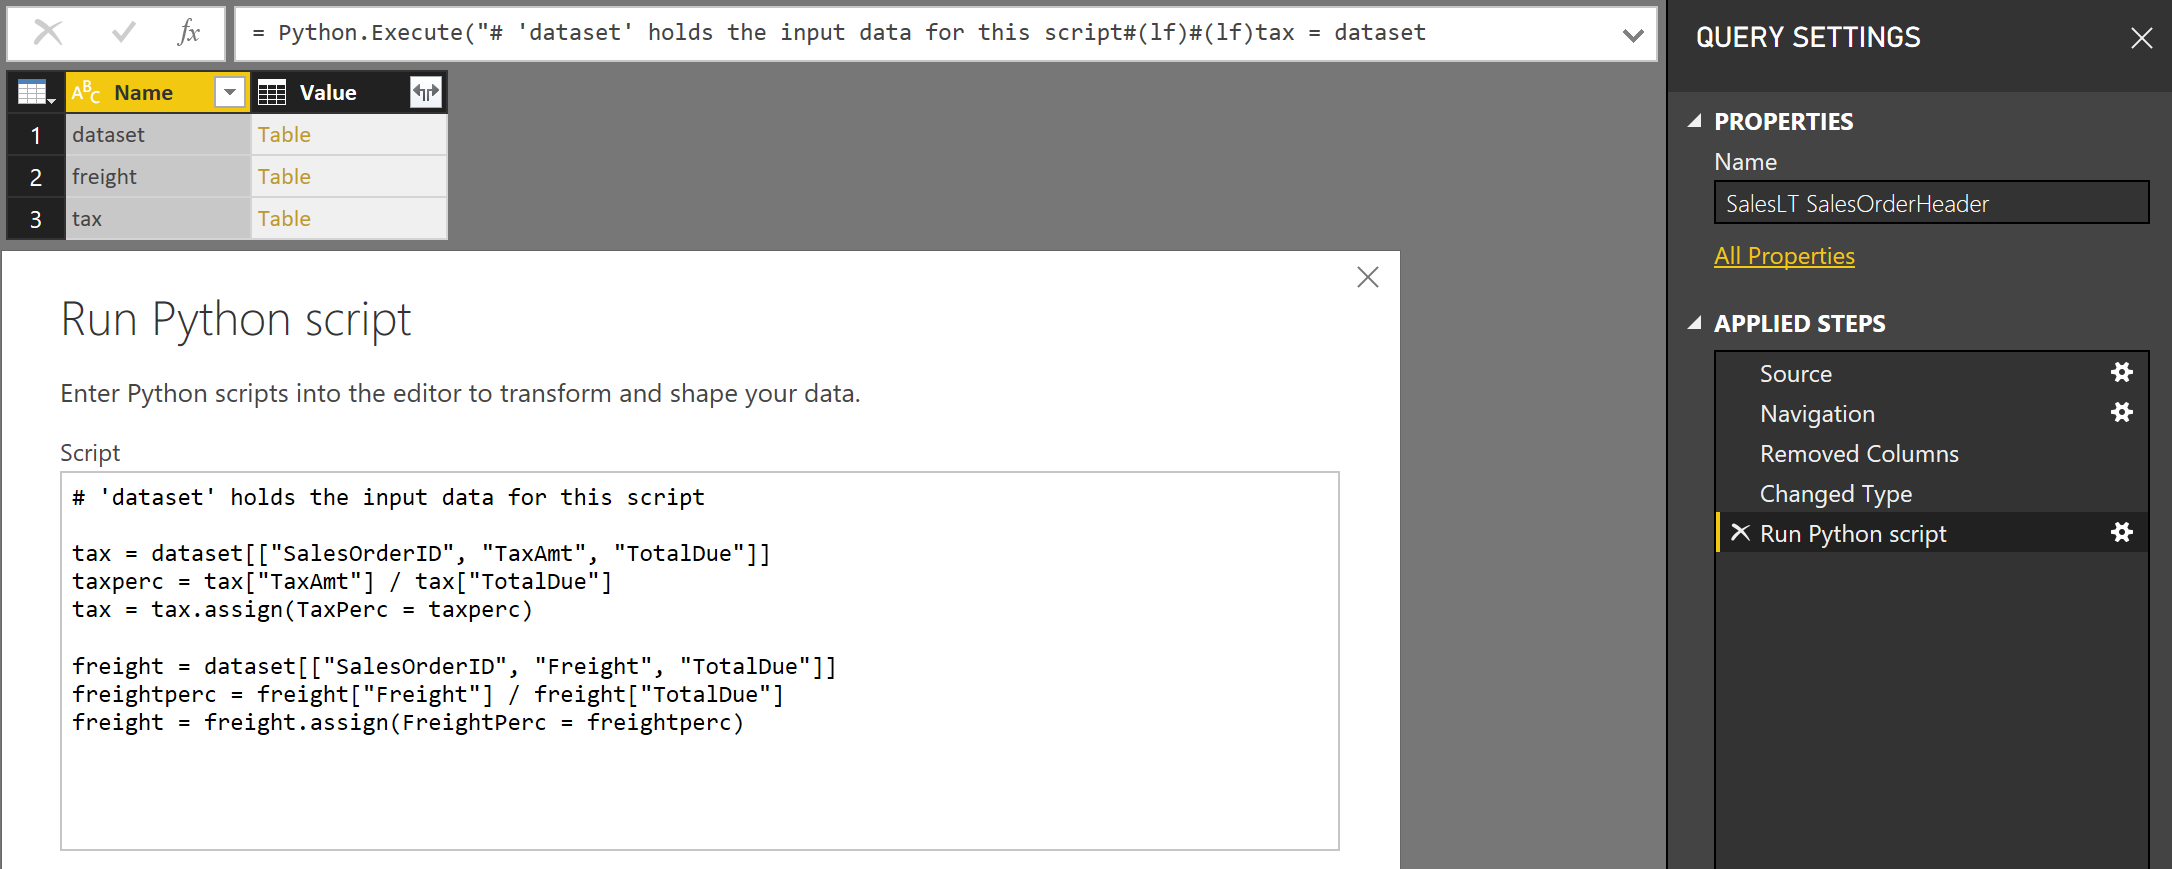 fx
= Python.Execute("# 'dataset' holds the input data for this script#(lf)#(lf)tax = dataset
ABC Name
Value
1 dataset Table
2 freight Table
3 tax Table
Run Python script
Enter Python scripts into the editor to transform and shape your data.
Script
# 'dataset' holds the input data for this script
tax = dataset[["SalesOrderID", "TaxAmt", "TotalDue"]]
taxperc = tax["TaxAmt"] / tax["TotalDue"]
tax = tax.assign(TaxPerc = taxperc)
freight = dataset[["SalesOrderID", "Freight", "TotalDue"]]
freightperc = freight["Freight"] / freight["TotalDue"]
freight = freight.assign(FreightPerc = freightperc)
QUERY SETTINGS
PROPERTIES
Name
SalesLT SalesOrderHeader
All Properties
APPLIED STEPS
Source
Navigation
Removed Columns
Changed Type
Run Python script